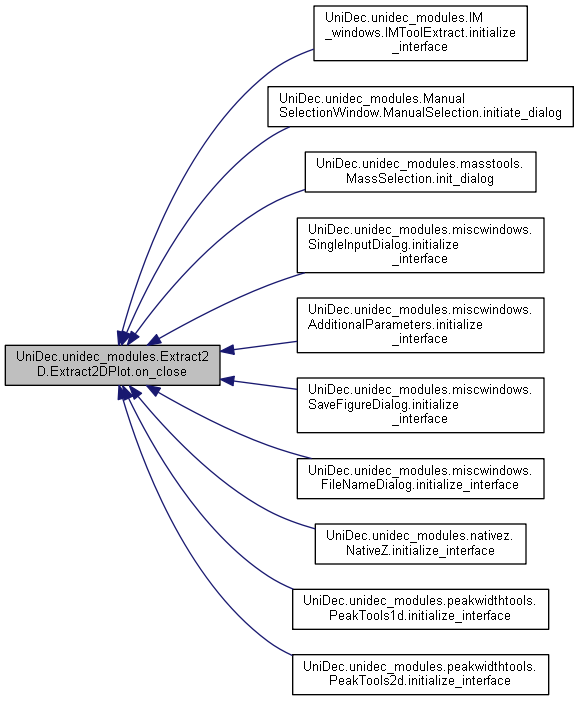 UniDec.unidec_modules.IM
_windows.IMToolExtract.initialize
_interface
UniDec.unidec_modules.Manual
SelectionWindow.ManualSelection.initiate_dialog
UniDec.unidec_modules.masstools.
MassSelection.init_dialog
UniDec.unidec_modules.miscwindows.
SingleInputDialog.initialize
_interface
UniDec.unidec_modules.miscwindows.
AdditionalParameters.initialize
_interface
UniDec.unidec_modules.Extract2
D.Extract2DPlot.on_close
UniDec.unidec_modules.miscwindows.
SaveFigureDialog.initialize
_interface
UniDec.unidec_modules.miscwindows.
FileNameDialog.initialize_interface
UniDec.unidec_modules.nativez.
NativeZ.initialize_interface
UniDec.unidec_modules.peakwidthtools.
PeakTools1d.initialize_interface
UniDec.unidec_modules.peakwidthtools.
PeakTools2d.initialize_interface